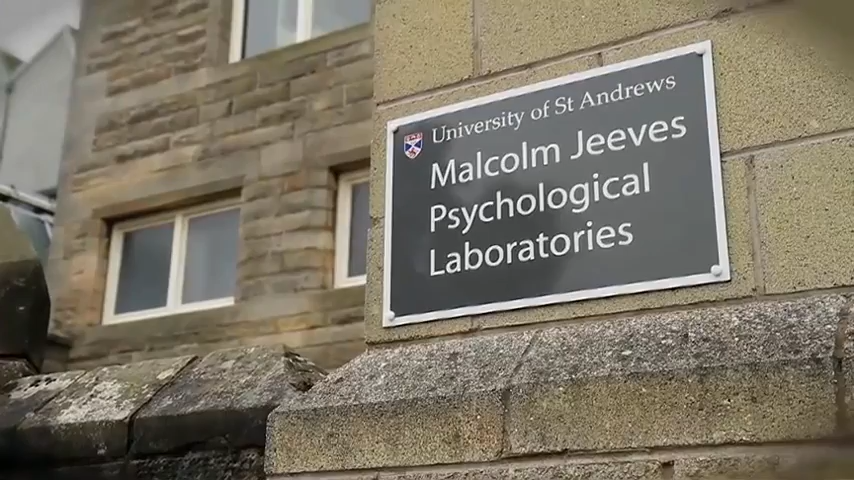 University of St Andrews
Malcolm Jeeves
Psychological
Laboratories